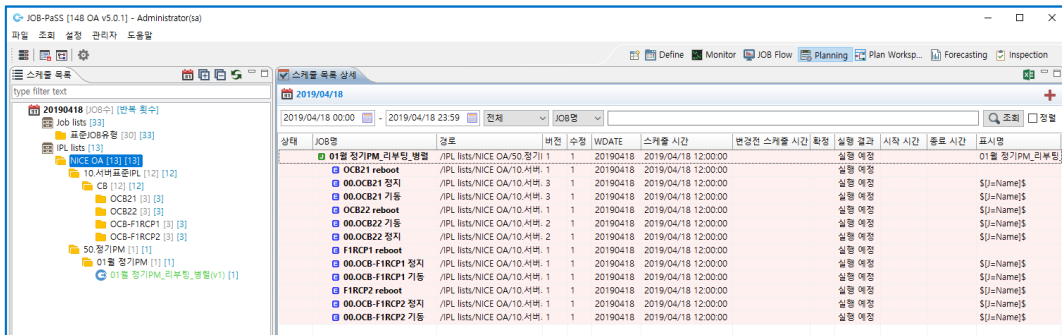 JOB-PaSS [148 OA v5.0.1] - Administrator(sa)
파일 조회 설정 관리자 도움말
Define Monitor JOB Flow Planning Plan Worksp... Forecasting Inspection
스케줄 목록
type filter text
20190418 [JOB수] [반복 횟수]
Job lists [33]
표준JOB유형 [30] [33]
IPL lists [13]
NICE OA [13] [13]
10.서버표준IPL [12] [12]
CB [12] [12]
OCB21 [3] [3]
OCB22 [3] [3]
OCB-F1RCP1 [3] [3]
OCB-F1RCP2 [3] [3]
50.정기PM [1] [1]
01월 정기PM [1] [1]
01월 정기PM_리부팅_병렬(v1) [1]
스케줄 목록 상세
2019/04/18
2019/04/18 00:00 - 2019/04/18 23:59 전체 JOB명 조회 정렬
상태 JOB명 경로 버전 수정 WDATE 스케줄 시간 변경전 스케줄 시간 확정 실행 결과 시작 시간 종료 시간 표시명
01월 정기PM_리부팅_병렬 /IPL lists/NICE OA/50.정기 1 1 20190418 2019/04/18 12:00:00 실행 예정 01월 정기PM_리부팅_
OCB21 reboot /IPL lists/NICE OA/10.서버. 1 1 20190418 2019/04/18 12:00:00 실행 예정
00.OCB21 정지 /IPL lists/NICE OA/10.서버. 3 1 20190418 2019/04/18 12:00:00 실행 예정 $[J=Name]$
00.OCB21 기동 /IPL lists/NICE OA/10.서버. 3 1 20190418 2019/04/18 12:00:00 실행 예정 $[J=Name]$
OCB22 reboot /IPL lists/NICE OA/10.서버. 1 1 20190418 2019/04/18 12:00:00 실행 예정
00.OCB22 기동 /IPL lists/NICE OA/10.서버. 2 1 20190418 2019/04/18 12:00:00 실행 예정 $[J=Name]$
00.OCB22 정지 /IPL lists/NICE OA/10.서버. 2 1 20190418 2019/04/18 12:00:00 실행 예정 $[J=Name]$
F1RCP1 reboot /IPL lists/NICE OA/10.서버. 1 1 20190418 2019/04/18 12:00:00 실행 예정
00.OCB-F1RCP1 정지 /IPL lists/NICE OA/10.서버. 1 1 20190418 2019/04/18 12:00:00 실행 예정 $[J=Name]$
00.OCB-F1RCP1 기동 /IPL lists/NICE OA/10.서버. 1 1 20190418 2019/04/18 12:00:00 실행 예정 $[J=Name]$
F1RCP2 reboot /IPL lists/NICE OA/10.서버. 1 1 20190418 2019/04/18 12:00:00 실행 예정
00.OCB-F1RCP2 정지 /IPL lists/NICE OA/10.서버. 1 1 20190418 2019/04/18 12:00:00 실행 예정 $[J=Name]$
00.OCB-F1RCP2 기동 /IPL lists/NICE OA/10.서버. 1 1 20190418 2019/04/18 12:00:00 실행 예정 $[J=Name]$